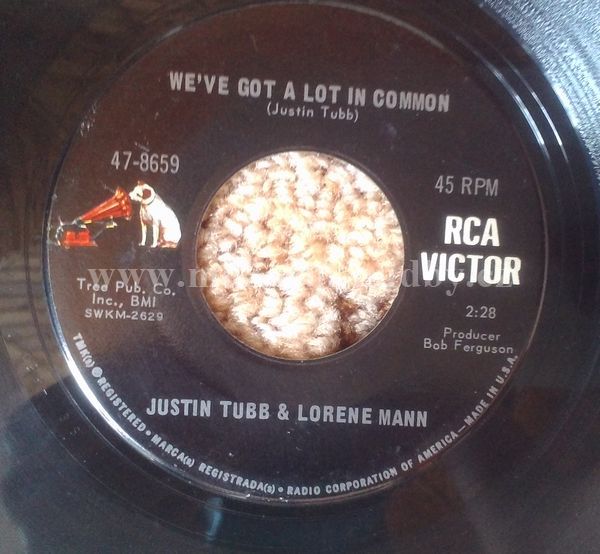 WE'VE GOT A LOT IN COMMON
(Justin Tubb)
47-8659
45 RPM
RCA
VICTOR
Tree Pub. Co.
Inc., BMI
SWKM-2629
2:28
Producer
Bob Ferguson
JUSTIN TUBB & LORENE MANN
TMK(s) ® REGISTERED • MARCA(s) REGISTRADA(s) • RADIO CORPORATION OF AMERICA—MADE IN U.S.A.